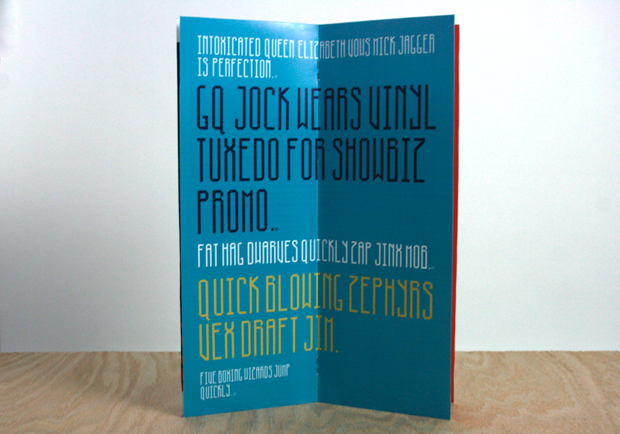 INTOXICATED QUEEN ELIZABETH VOWS MICK JAGGER
IS PERFECTION.
GQ JOCK WEARS VINYL
TUXEDO FOR SHOWBIZ
PROMO.
FAT HAG DWARVES QUICKLY ZAP JINX MOB.
QUICK BLOWING ZEPHYRS
VEX DRAFT JIM.
FIVE BOXING WIZARDS JUMP
QUICKLY.